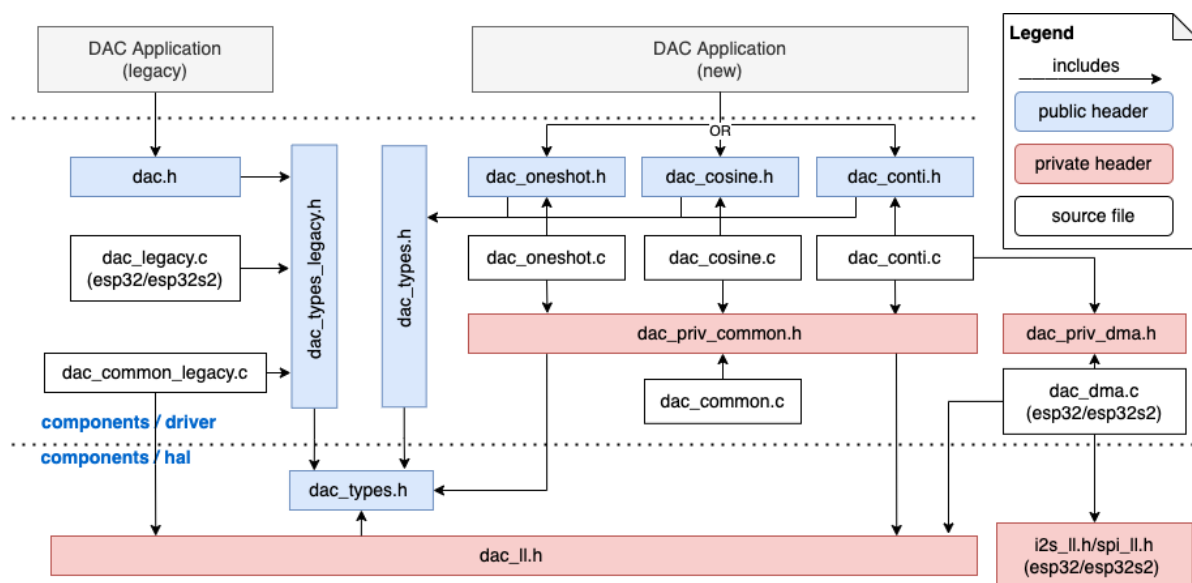 DAC Application
(legacy)
DAC Application
(new)
Legend
includes
public header
private header
source file
OR
dac.h
dac_types_legacy.h
dac_types.h
dac_oneshot.h
dac_cosine.h
dac_conti.h
dac_legacy.c
(esp32/esp32s2)
dac_oneshot.c
dac_cosine.c
dac_conti.c
dac_priv_common.h
dac_priv_dma.h
dac_common_legacy.c
dac_common.c
dac_dma.c
(esp32/esp32s2)
components / driver
components / hal
dac_types.h
dac_ll.h
i2s_ll.h/spi_ll.h
(esp32/esp32s2)